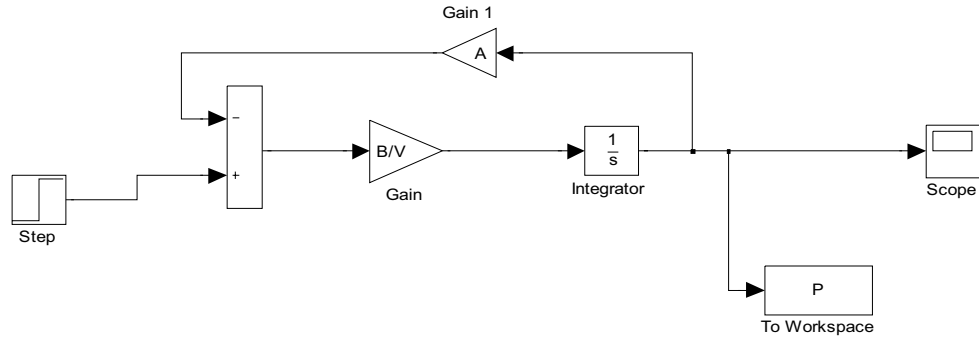 Gain 1
A
−
+
B/V
Gain
1
s
Integrator
Step
Scope
P
To Workspace